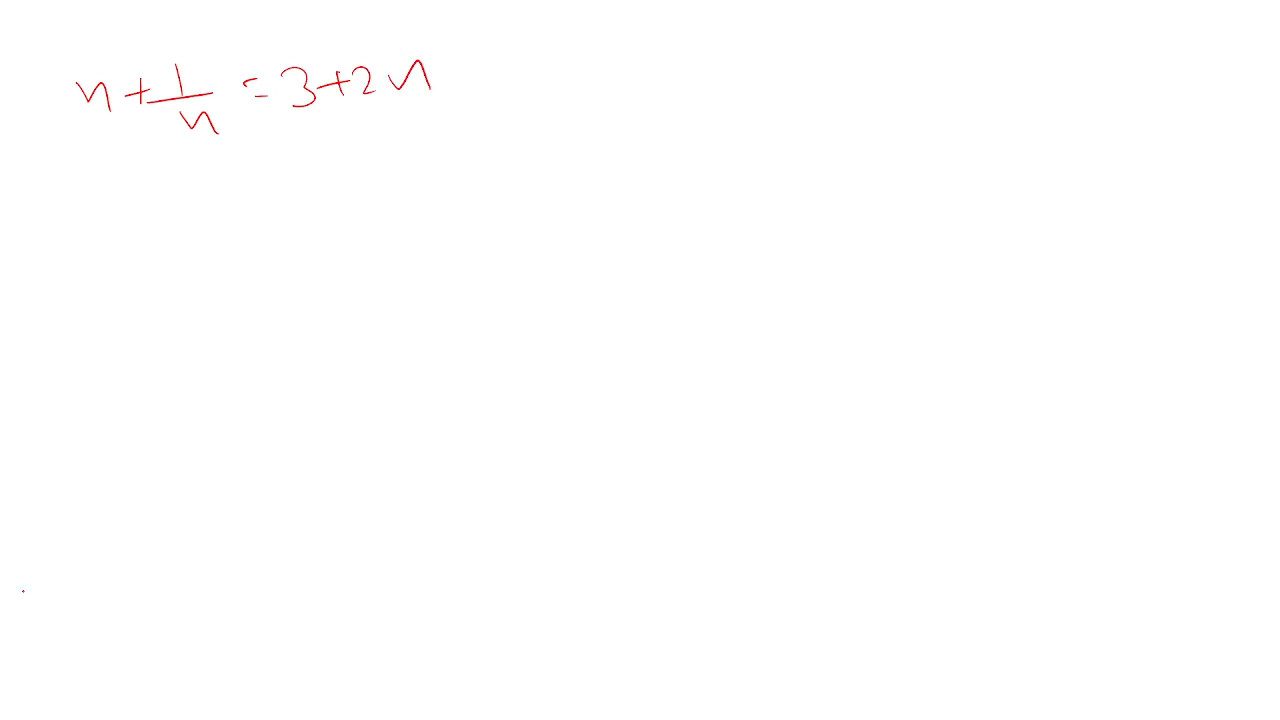 n + 1/n = 3 + 2n